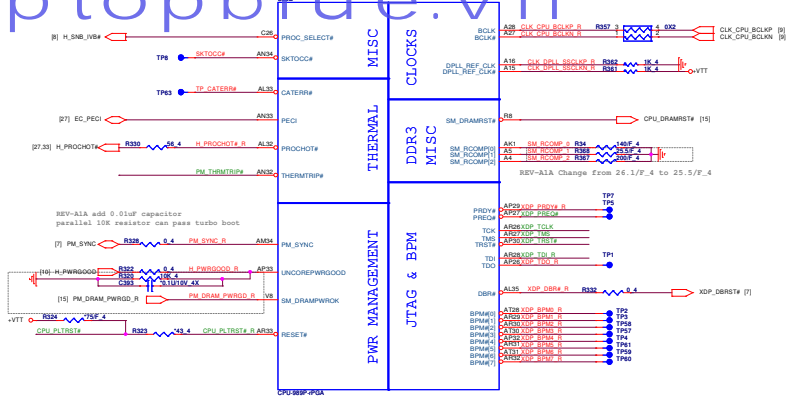 ptopblue.vn
[8] H_SNB_IVB# C26 PROC_SELECT#
TP8 SKTOCC# AN34 SKTOCC#
TP63 TP_CATERR# AL33 CATERR#
[27] EC_PECI AN33 PECI
[27,33] H_PROCHOT# R330 56_4 H_PROCHOT#_R AL32 PROCHOT#
PM_THRMTRIP# AN32 THERMTRIP#
REV-A1A add 0.01uF capacitor
parallel 10K resistor can pass turbo boot
[7] PM_SYNC R326 0_4 PM_SYNC_R AM34 PM_SYNC
[10] H_PWRGOOD R322 0_4 H_PWRGOOD_R AP33 UNCOREPWRGOOD
R320 10K_4
C393 *0.1U/10V_4X
[15] PM_DRAM_PWRGD PM_DRAM_PWRGD_R V8 SM_DRAMPWROK
+VTT R324 *75/F_4
CPU_PLTRST# R323 *43_4 CPU_PLTRST#_R AR33 RESET#
MISC
THERMAL
PWR MANAGEMENT
CLOCKS
DDR3
MISC
JTAG & BPM
BCLK A28 CLK_CPU_BCLKP_R R357 3 4 0X2 CLK_CPU_BCLKP [9]
BCLK# A27 CLK_CPU_BCLKN_R 1 2 CLK_CPU_BCLKN [9]
DPLL_REF_CLK A16 CLK_DPLL_SSCLKP_R R362 1K_4
DPLL_REF_CLK# A15 CLK_DPLL_SSCLKN_R R361 1K_4 +VTT
SM_DRAMRST# R8 CPU_DRAMRST# [15]
SM_RCOMP[0] AK1 SM_RCOMP_0 R34 140/F_4
SM_RCOMP[1] A5 SM_RCOMP_1 R368 25.5/F_4
SM_RCOMP[2] A4 SM_RCOMP_2 R367 200/F_4
REV-A1A Change from 26.1/F_4 to 25.5/F_4
PRDY# AP29 XDP_PRDY#_R TP7
PREQ# AP27 XDP_PREQ# TP5
TCK AR26 XDP_TCLK
TMS AR27 XDP_TMS
TRST# AP30 XDP_TRST#
TDI AR28 XDP_TDI_R
TDO AP26 XDP_TDO_R TP1
DBR# AL35 XDP_DBR#_R R332 0_4 XDP_DBRST# [7]
BPM#[0] AT28 XDP_BPM0_R TP2
BPM#[1] AR29 XDP_BPM1_R TP3
BPM#[2] AR30 XDP_BPM2_R TP58
BPM#[3] AT30 XDP_BPM3_R TP57
BPM#[4] AP32 XDP_BPM4_R TP4
BPM#[5] AR31 XDP_BPM5_R TP61
BPM#[6] AT31 XDP_BPM6_R TP59
BPM#[7] AR32 XDP_BPM7_R TP60
CPU-989P-rPGA